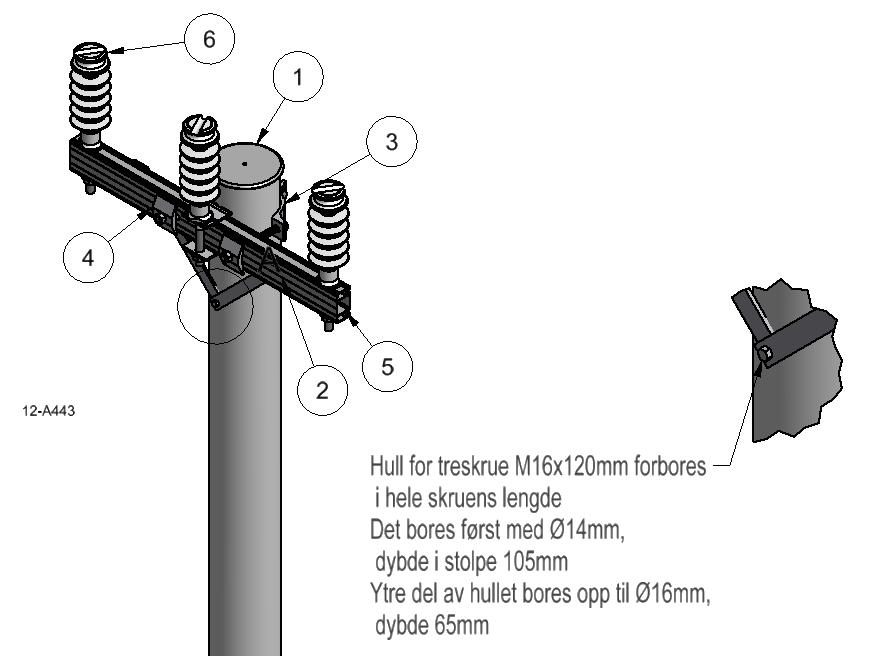 6
1
3
4
5
2
12-A443
Hull for treskrue M16x120mm forbores
i hele skruens lengde
Det bores først med Ø14mm,
dybde i stolpe 105mm
Ytre del av hullet bores opp til Ø16mm,
dybde 65mm